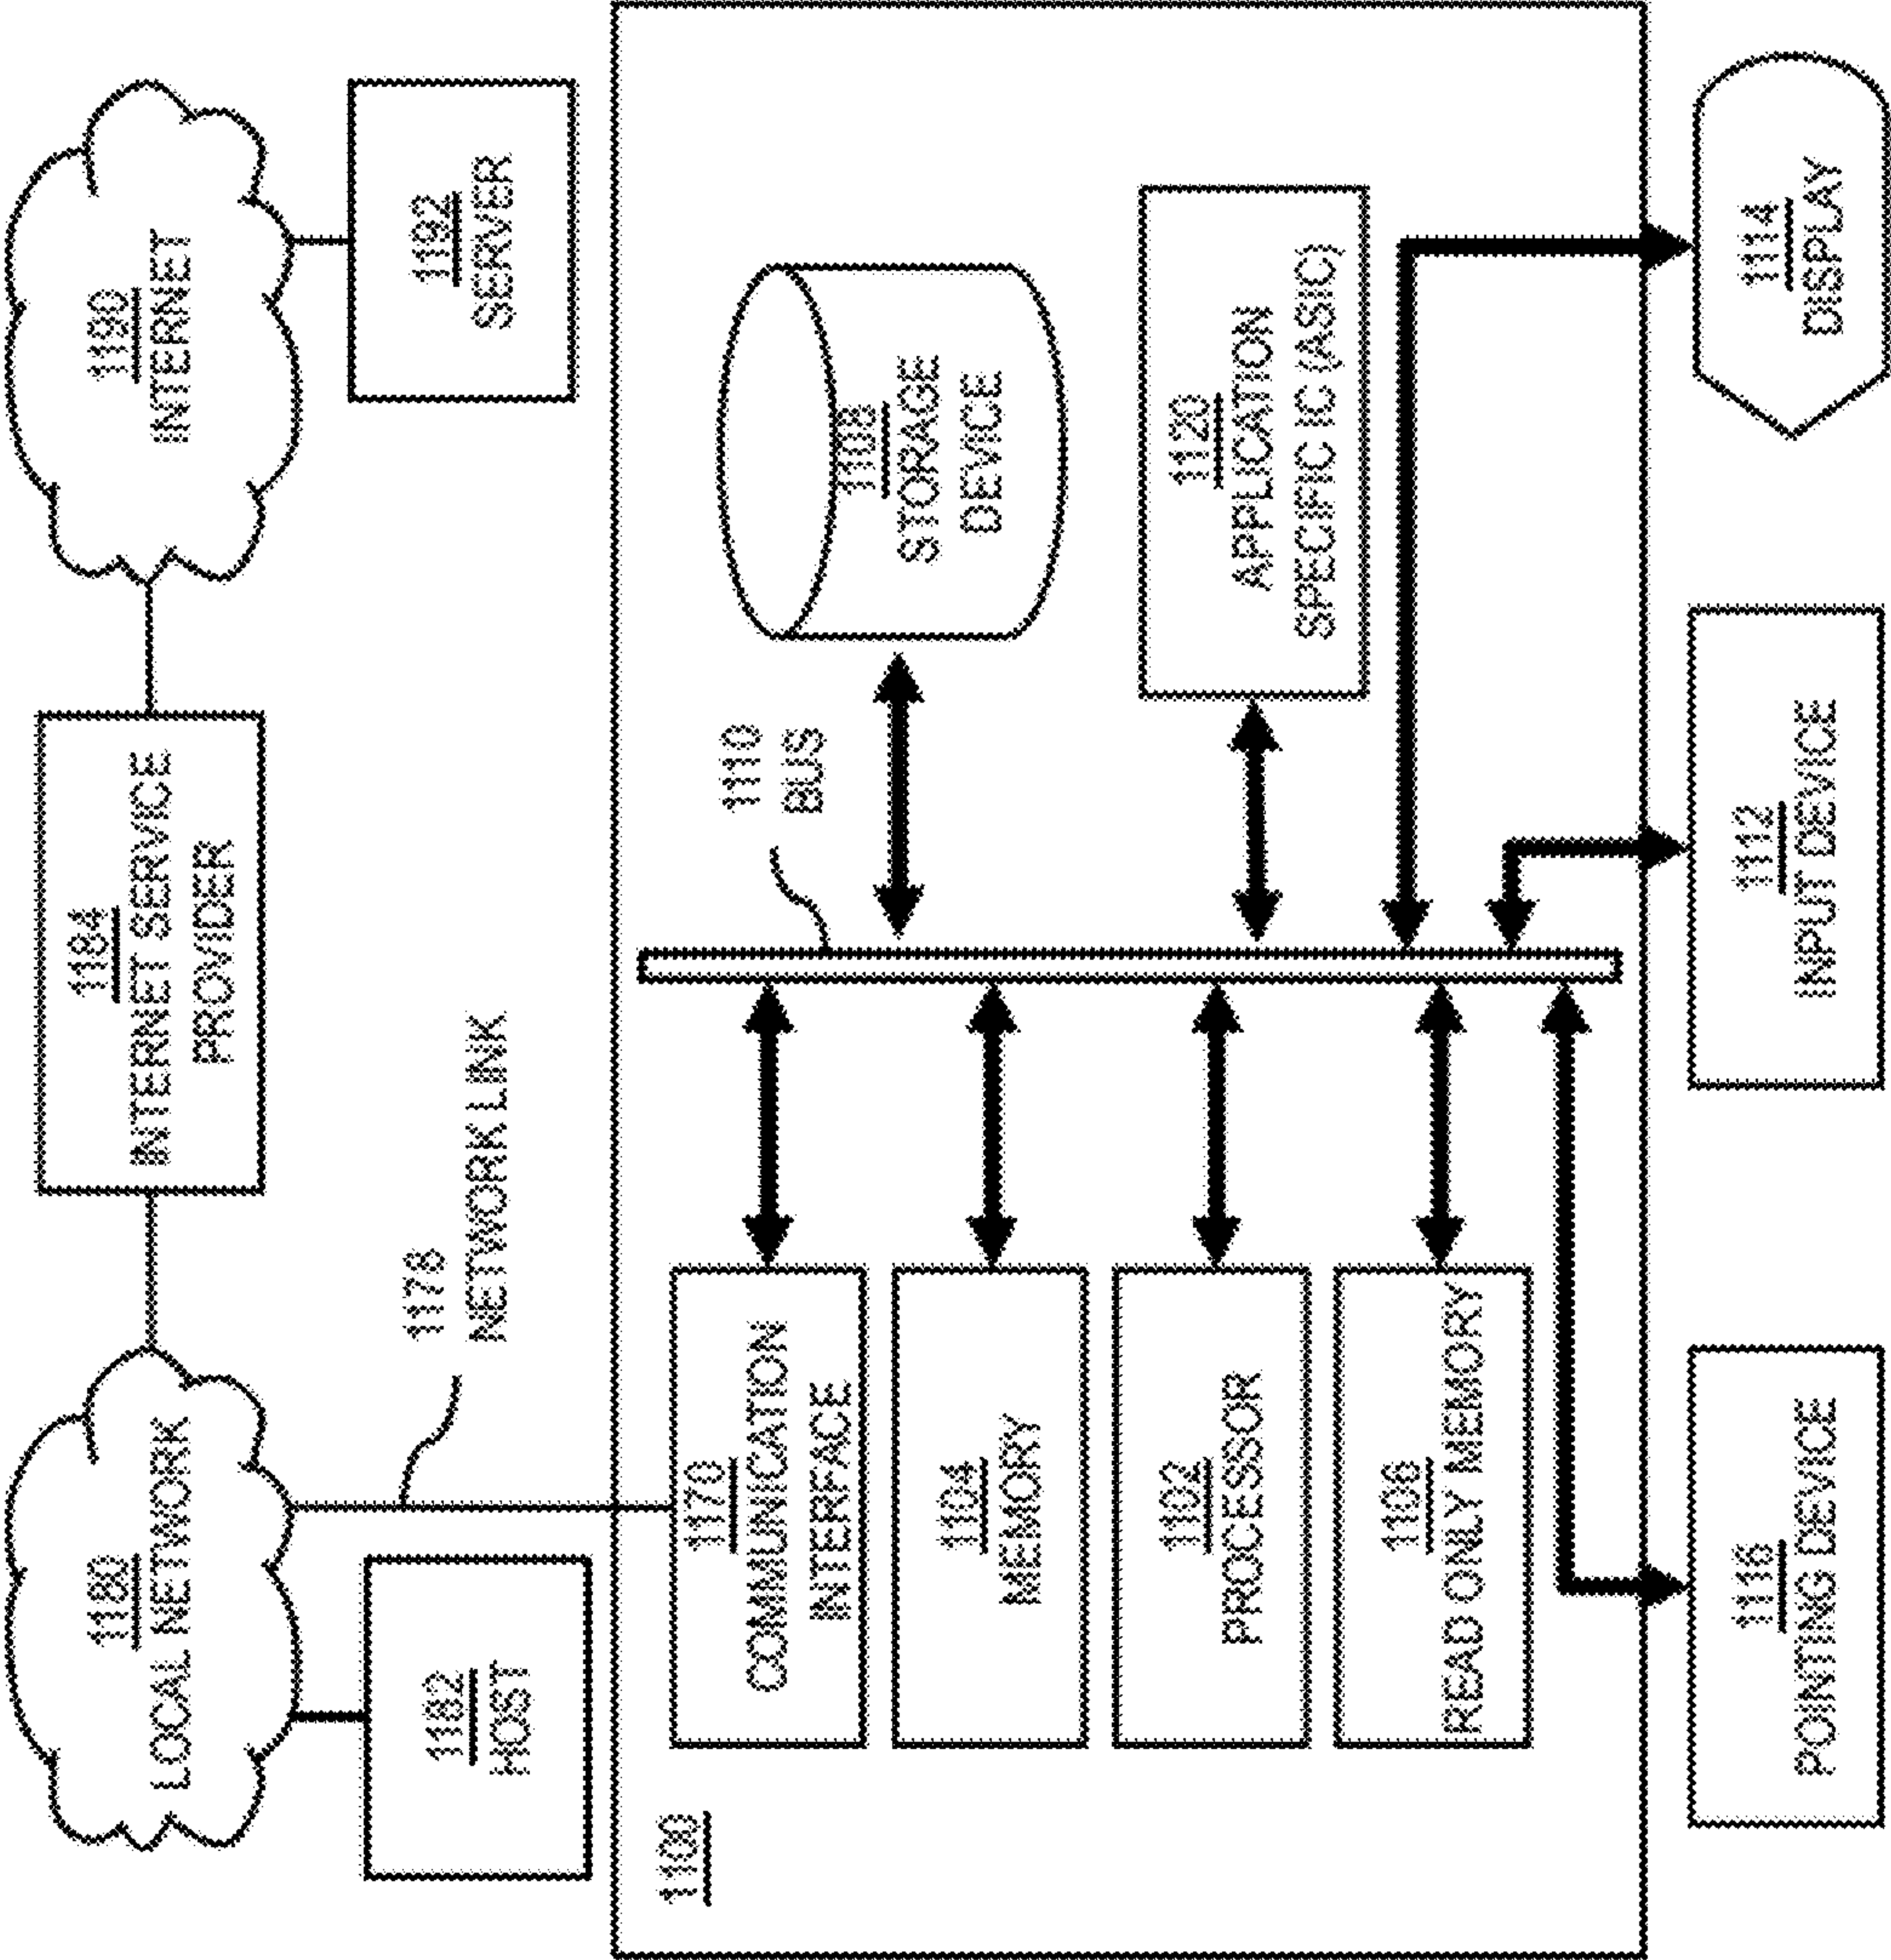 1180
LOCAL NETWORK
1184
INTERNET SERVICE
PROVIDER
1190
INTERNET
1182
HOST
1178
NETWORK LINK
1192
SERVER
1100
1170
COMMUNICATION
INTERFACE
1110
BUS
1108
STORAGE
DEVICE
1104
MEMORY
1102
PROCESSOR
1120
APPLICATION
SPECIFIC IC (ASIC)
1106
READ ONLY MEMORY
1116
POINTING DEVICE
1112
INPUT DEVICE
1114
DISPLAY